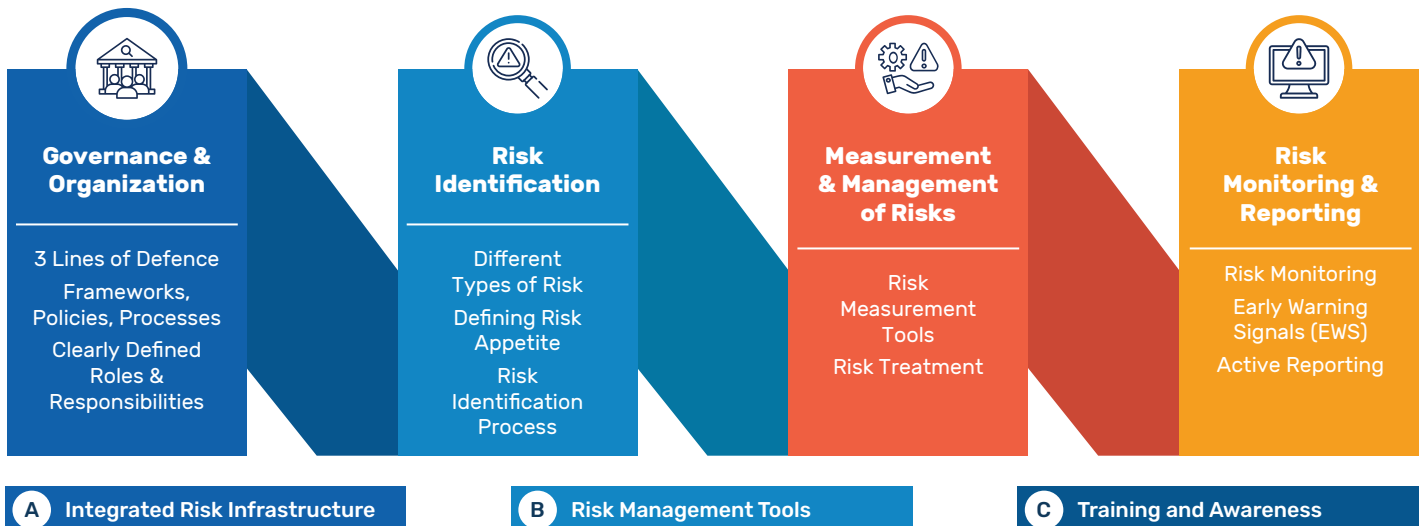 Governance &
Organization
3 Lines of Defence
Frameworks,
Policies, Processes
Clearly Defined
Roles &
Responsibilities
Risk
Identification
Different
Types of Risk
Defining Risk
Appetite
Risk
Identification
Process
Measurement
& Management
of Risks
Risk
Measurement
Tools
Risk Treatment
Risk
Monitoring &
Reporting
Risk Monitoring
Early Warning
Signals (EWS)
Active Reporting
A Integrated Risk Infrastructure
B Risk Management Tools
C Training and Awareness